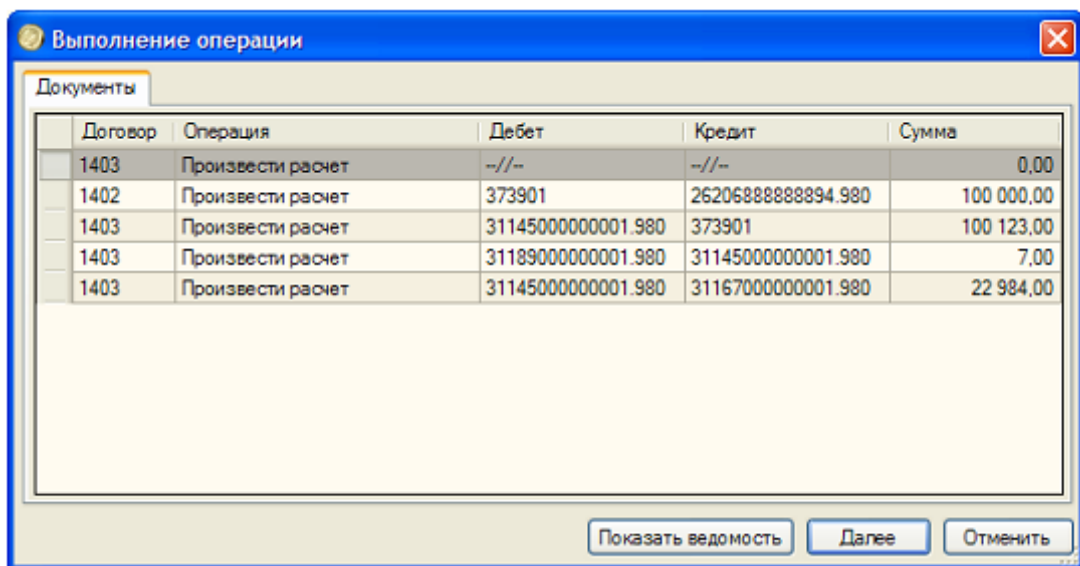 Выполнение операции
Документы
Договор Операция Дебет Кредит Сумма
1403 Произвести расчет --//-- --//-- 0,00
1402 Произвести расчет 373901 26206888888894.980 100 000,00
1403 Произвести расчет 31145000000001.980 373901 100 123,00
1403 Произвести расчет 31189000000001.980 31145000000001.980 7,00
1403 Произвести расчет 31145000000001.980 31167000000001.980 22 984,00
Показать ведомость Далее Отменить